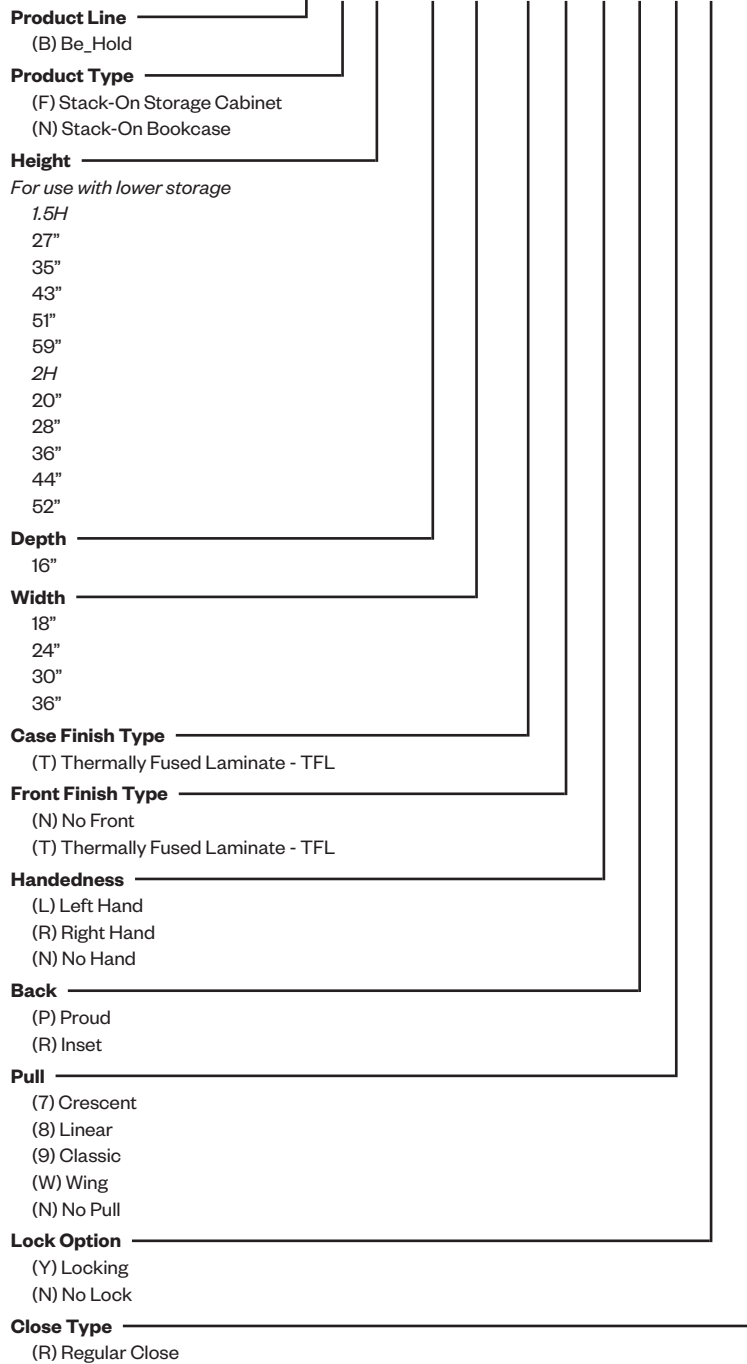 Product Line
(B) Be_Hold
Product Type
(F) Stack-On Storage Cabinet
(N) Stack-On Bookcase
Height
For use with lower storage
1.5H
27”
35”
43”
51”
59”
2H
20”
28”
36”
44”
52”
Depth
16”
Width
18”
24”
30”
36”
Case Finish Type
(T) Thermally Fused Laminate - TFL
Front Finish Type
(N) No Front
(T) Thermally Fused Laminate - TFL
Handedness
(L) Left Hand
(R) Right Hand
(N) No Hand
Back
(P) Proud
(R) Inset
Pull
(7) Crescent
(8) Linear
(9) Classic
(W) Wing
(N) No Pull
Lock Option
(Y) Locking
(N) No Lock
Close Type
(R) Regular Close